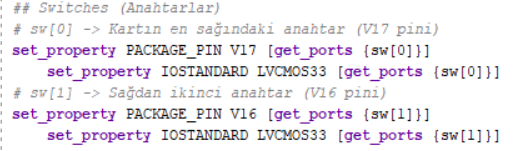 ## Switches (Anahtarlar)
# sw[0] -> Kartın en sağındaki anahtar (V17 pini)
set_property PACKAGE_PIN V17 [get_ports {sw[0]}]
set_property IOSTANDARD LVCMOS33 [get_ports {sw[0]}]
# sw[1] -> Sağdan ikinci anahtar (V16 pini)
set_property PACKAGE_PIN V16 [get_ports {sw[1]}]
set_property IOSTANDARD LVCMOS33 [get_ports {sw[1]}]